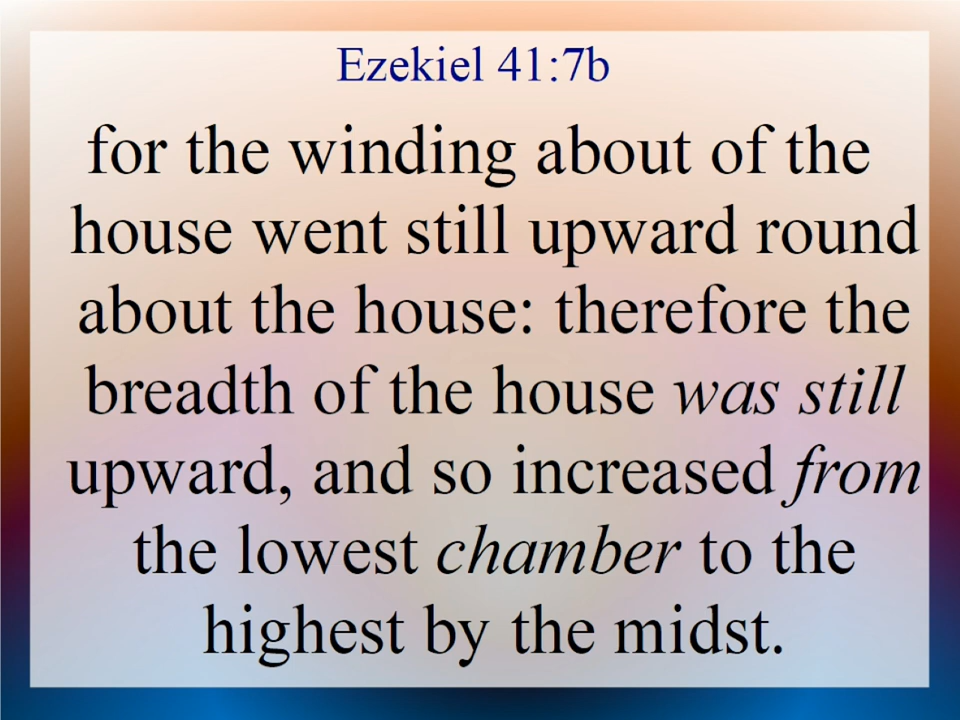 Ezekiel 41:7b
for the winding about of the
house went still upward round
about the house: therefore the
breadth of the house was still
upward, and so increased from
the lowest chamber to the
highest by the midst.